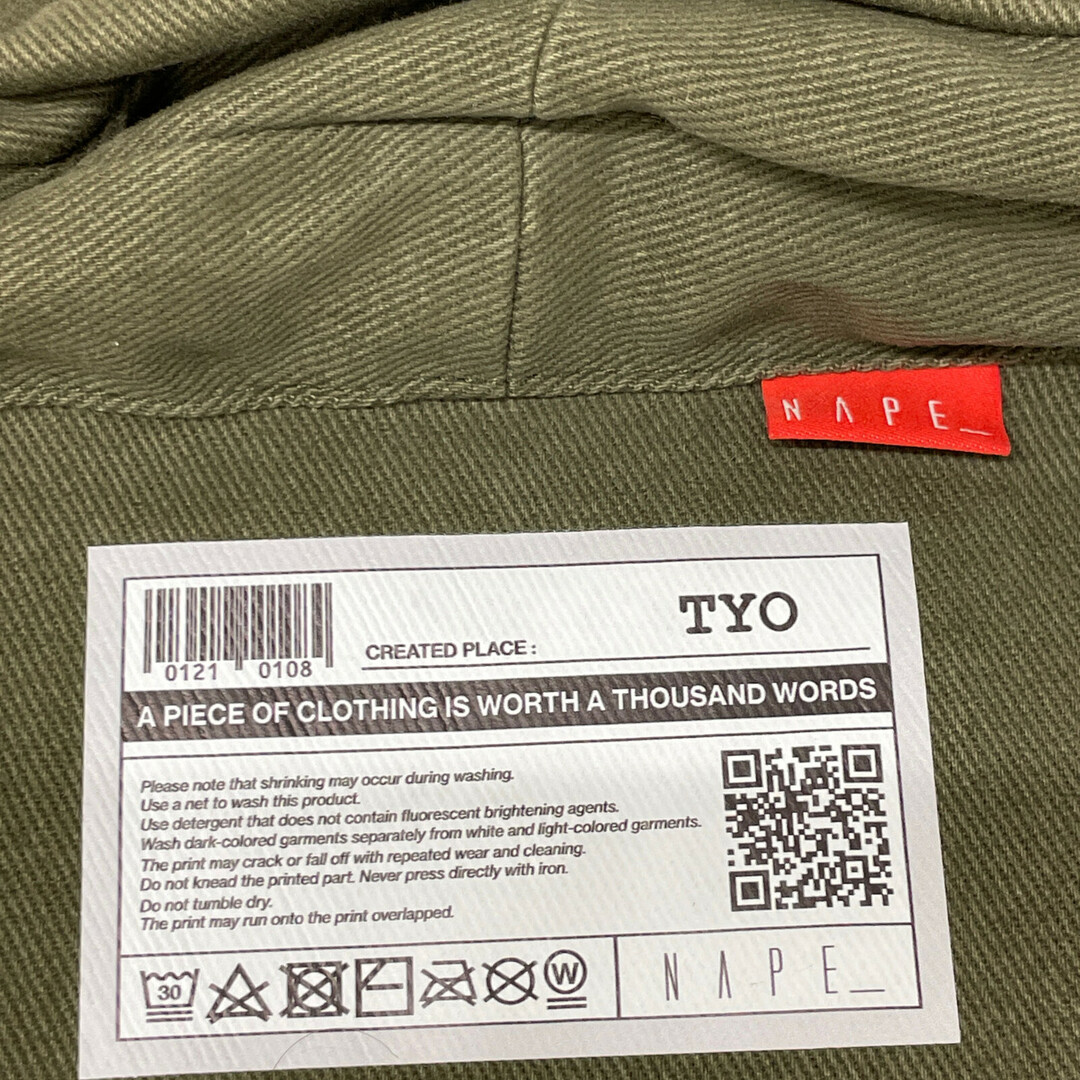 N A P E_
TYO
0121 0108
CREATED PLACE :
A PIECE OF CLOTHING IS WORTH A THOUSAND WORDS
Please note that shrinking may occur during washing.
Use a net to wash this product.
Use detergent that does not contain fluorescent brightening agents.
Wash dark-colored garments separately from white and light-colored garments.
The print may crack or fall off with repeated wear and cleaning.
Do not knead the printed part. Never press directly with iron.
Do not tumble dry.
The print may run onto the print overlapped.
30
W
N A P E_